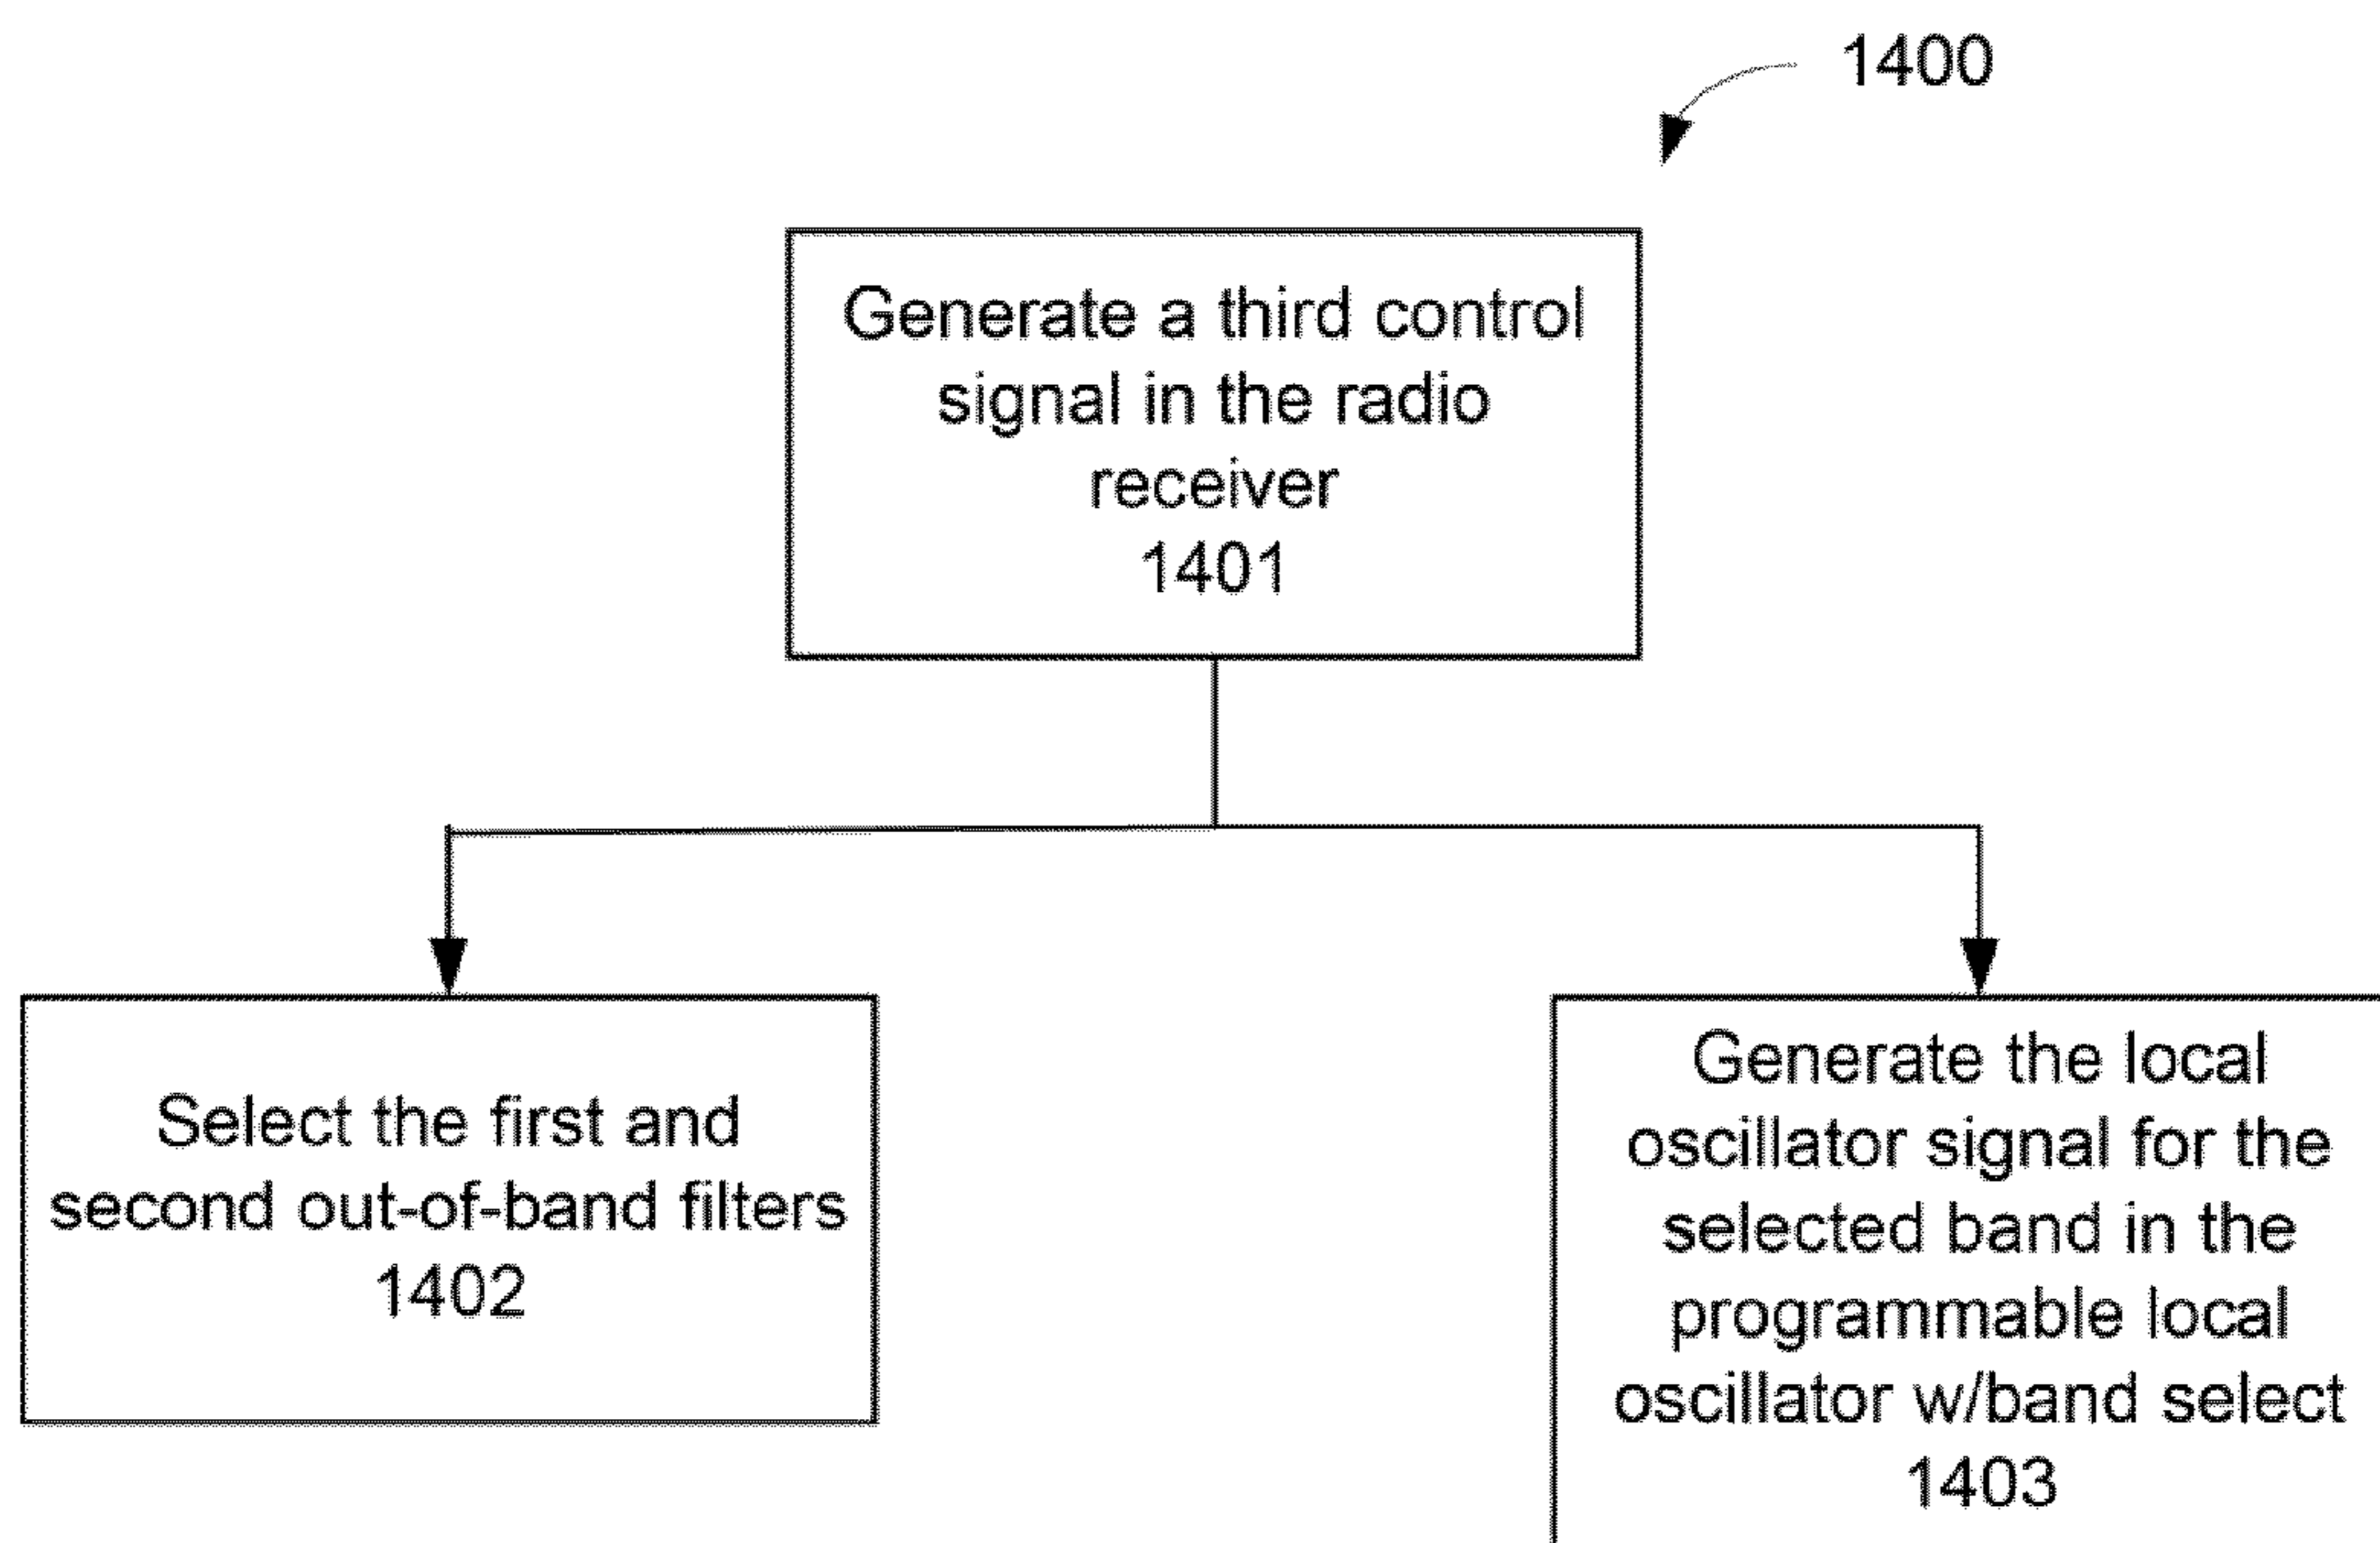 1400
Generate a third control
signal in the radio
receiver
1401
Select the first and
second out-of-band filters
1402
Generate the local
oscillator signal for the
selected band in the
programmable local
oscillator w/band select
1403